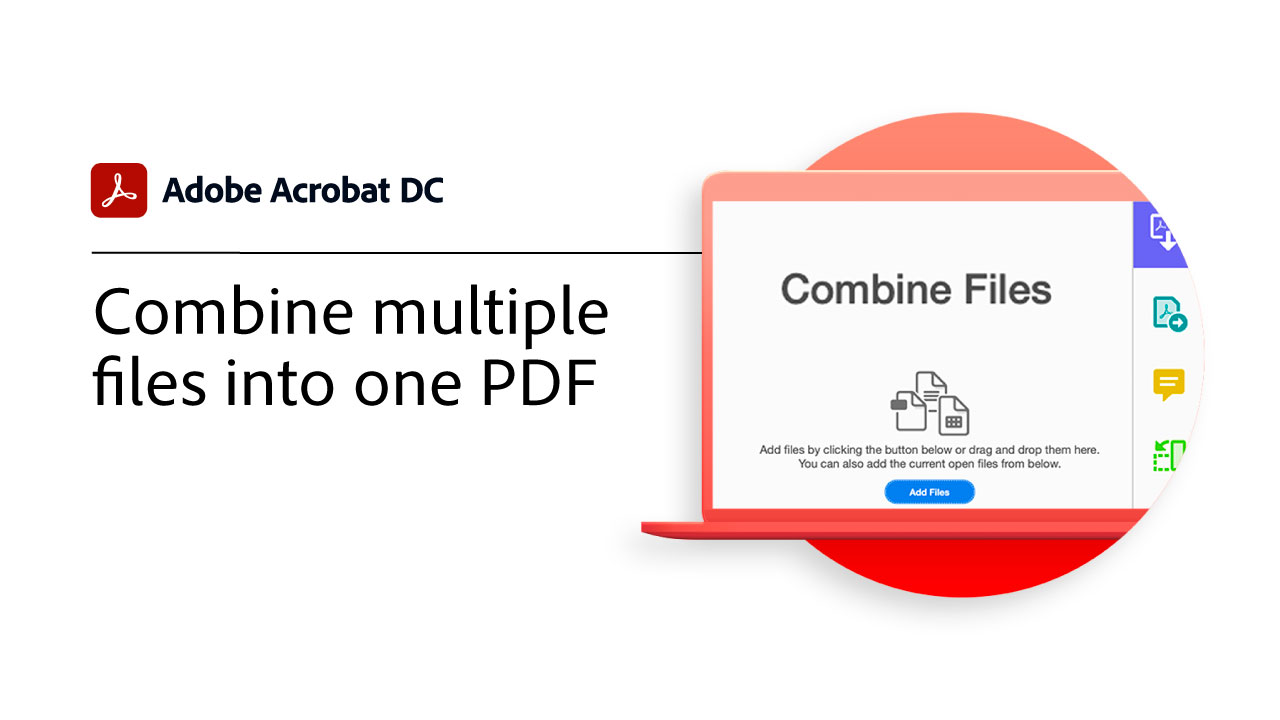 Adobe Acrobat DC
Combine multiple
files into one PDF
Combine Files
Add files by clicking the button below or drag and drop them here.
You can also add the current open files from below.
Add Files